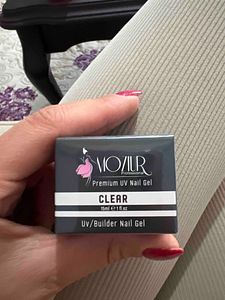 MOZUR
Premium UV Nail Gel
CLEAR
15ml ℮ 1 fl oz
Uv/Builder Nail Gel